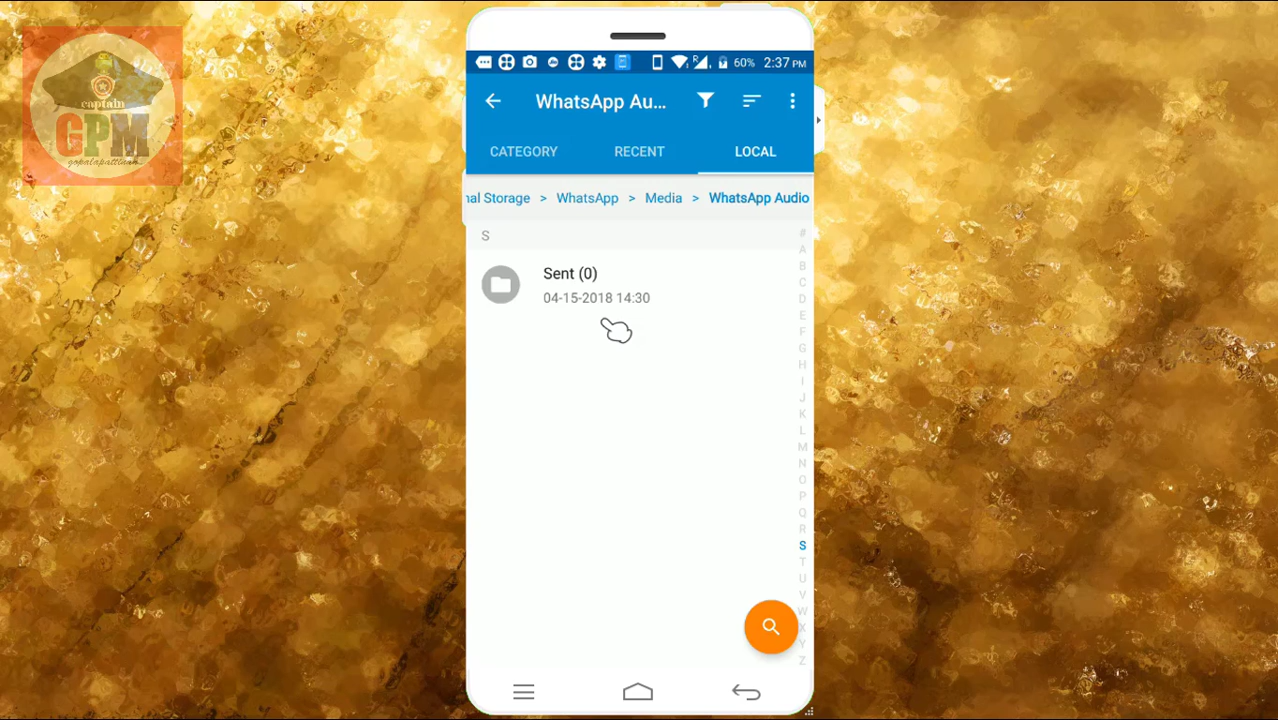 captain
GPM
gopalapattinam
60% 2:37 PM
WhatsApp Au...
CATEGORY RECENT LOCAL
nal Storage > WhatsApp > Media > WhatsApp Audio
S
Sent (0)
04-15-2018 14:30
#
A
B
C
D
E
F
G
H
I
J
K
L
M
N
O
P
Q
R
S
T
U
V
W
X
Y
Z